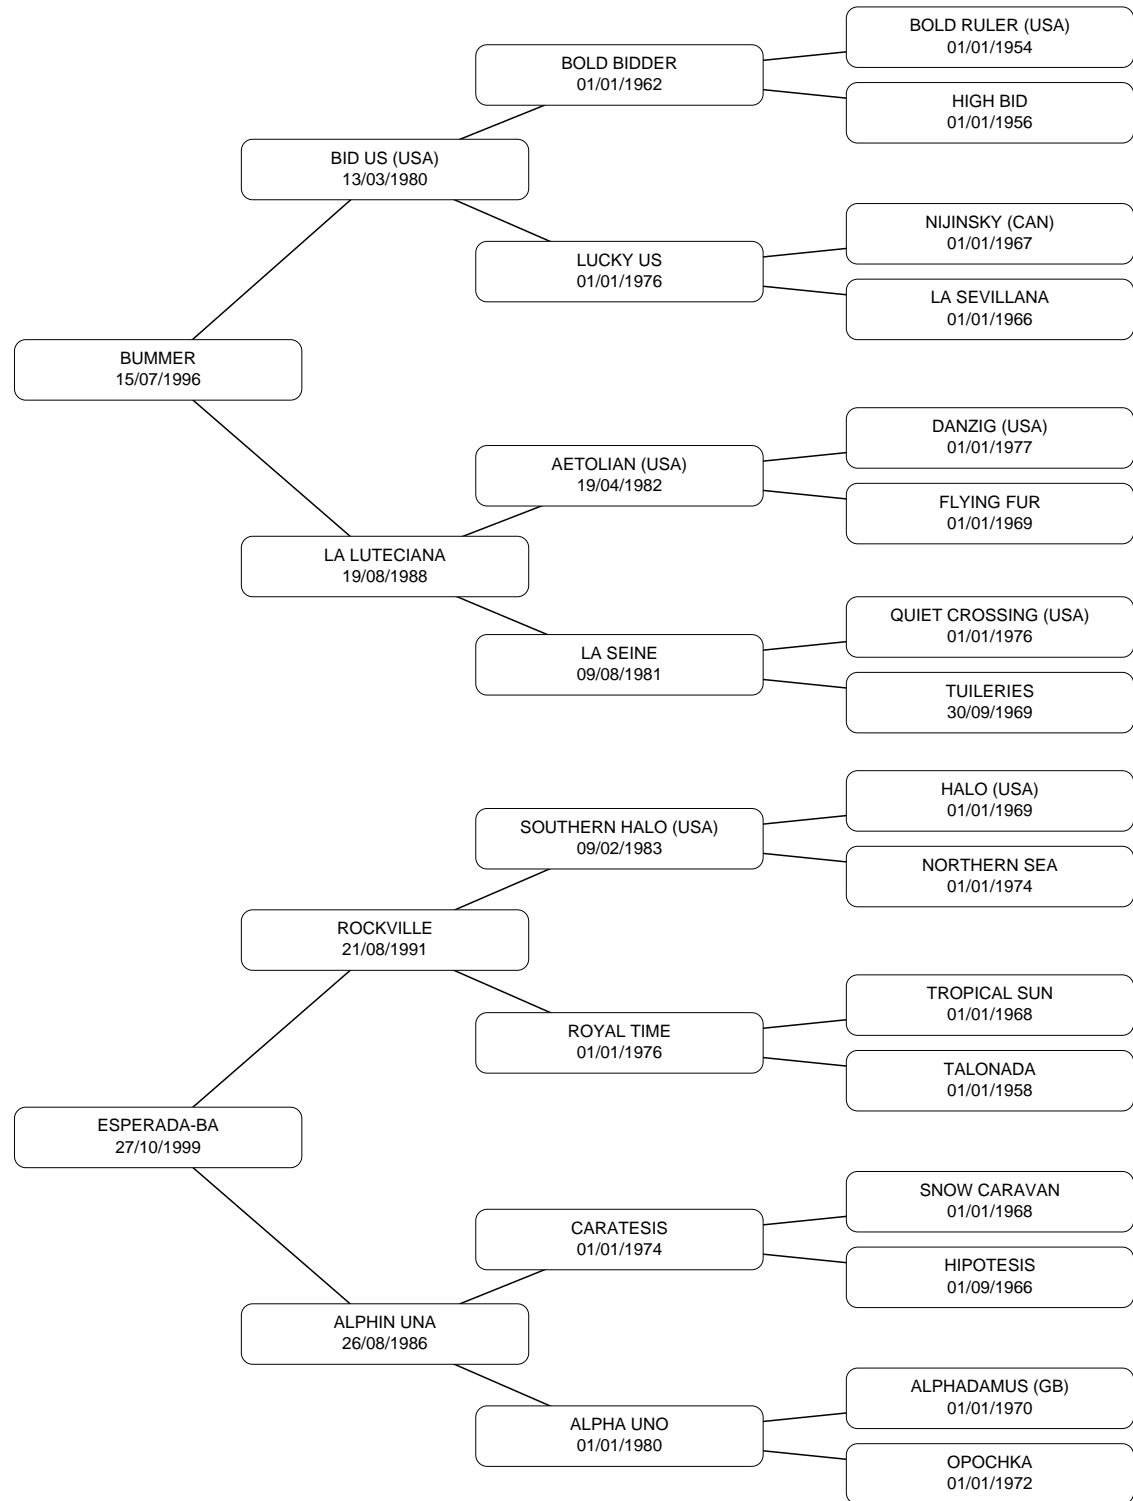 BOLD RULER (USA)
01/01/1954
BOLD BIDDER
01/01/1962
HIGH BID
01/01/1956
BID US (USA)
13/03/1980
NIJINSKY (CAN)
01/01/1967
LUCKY US
01/01/1976
LA SEVILLANA
01/01/1966
BUMMER
15/07/1996
DANZIG (USA)
01/01/1977
AETOLIAN (USA)
19/04/1982
FLYING FUR
01/01/1969
LA LUTECIANA
19/08/1988
QUIET CROSSING (USA)
01/01/1976
LA SEINE
09/08/1981
TUILERIES
30/09/1969
HALO (USA)
01/01/1969
SOUTHERN HALO (USA)
09/02/1983
NORTHERN SEA
01/01/1974
ROCKVILLE
21/08/1991
TROPICAL SUN
01/01/1968
ROYAL TIME
01/01/1976
TALONADA
01/01/1958
ESPERADA-BA
27/10/1999
SNOW CARAVAN
01/01/1968
CARATESIS
01/01/1974
HIPOTESIS
01/09/1966
ALPHIN UNA
26/08/1986
ALPHADAMUS (GB)
01/01/1970
ALPHA UNO
01/01/1980
OPOCHKA
01/01/1972